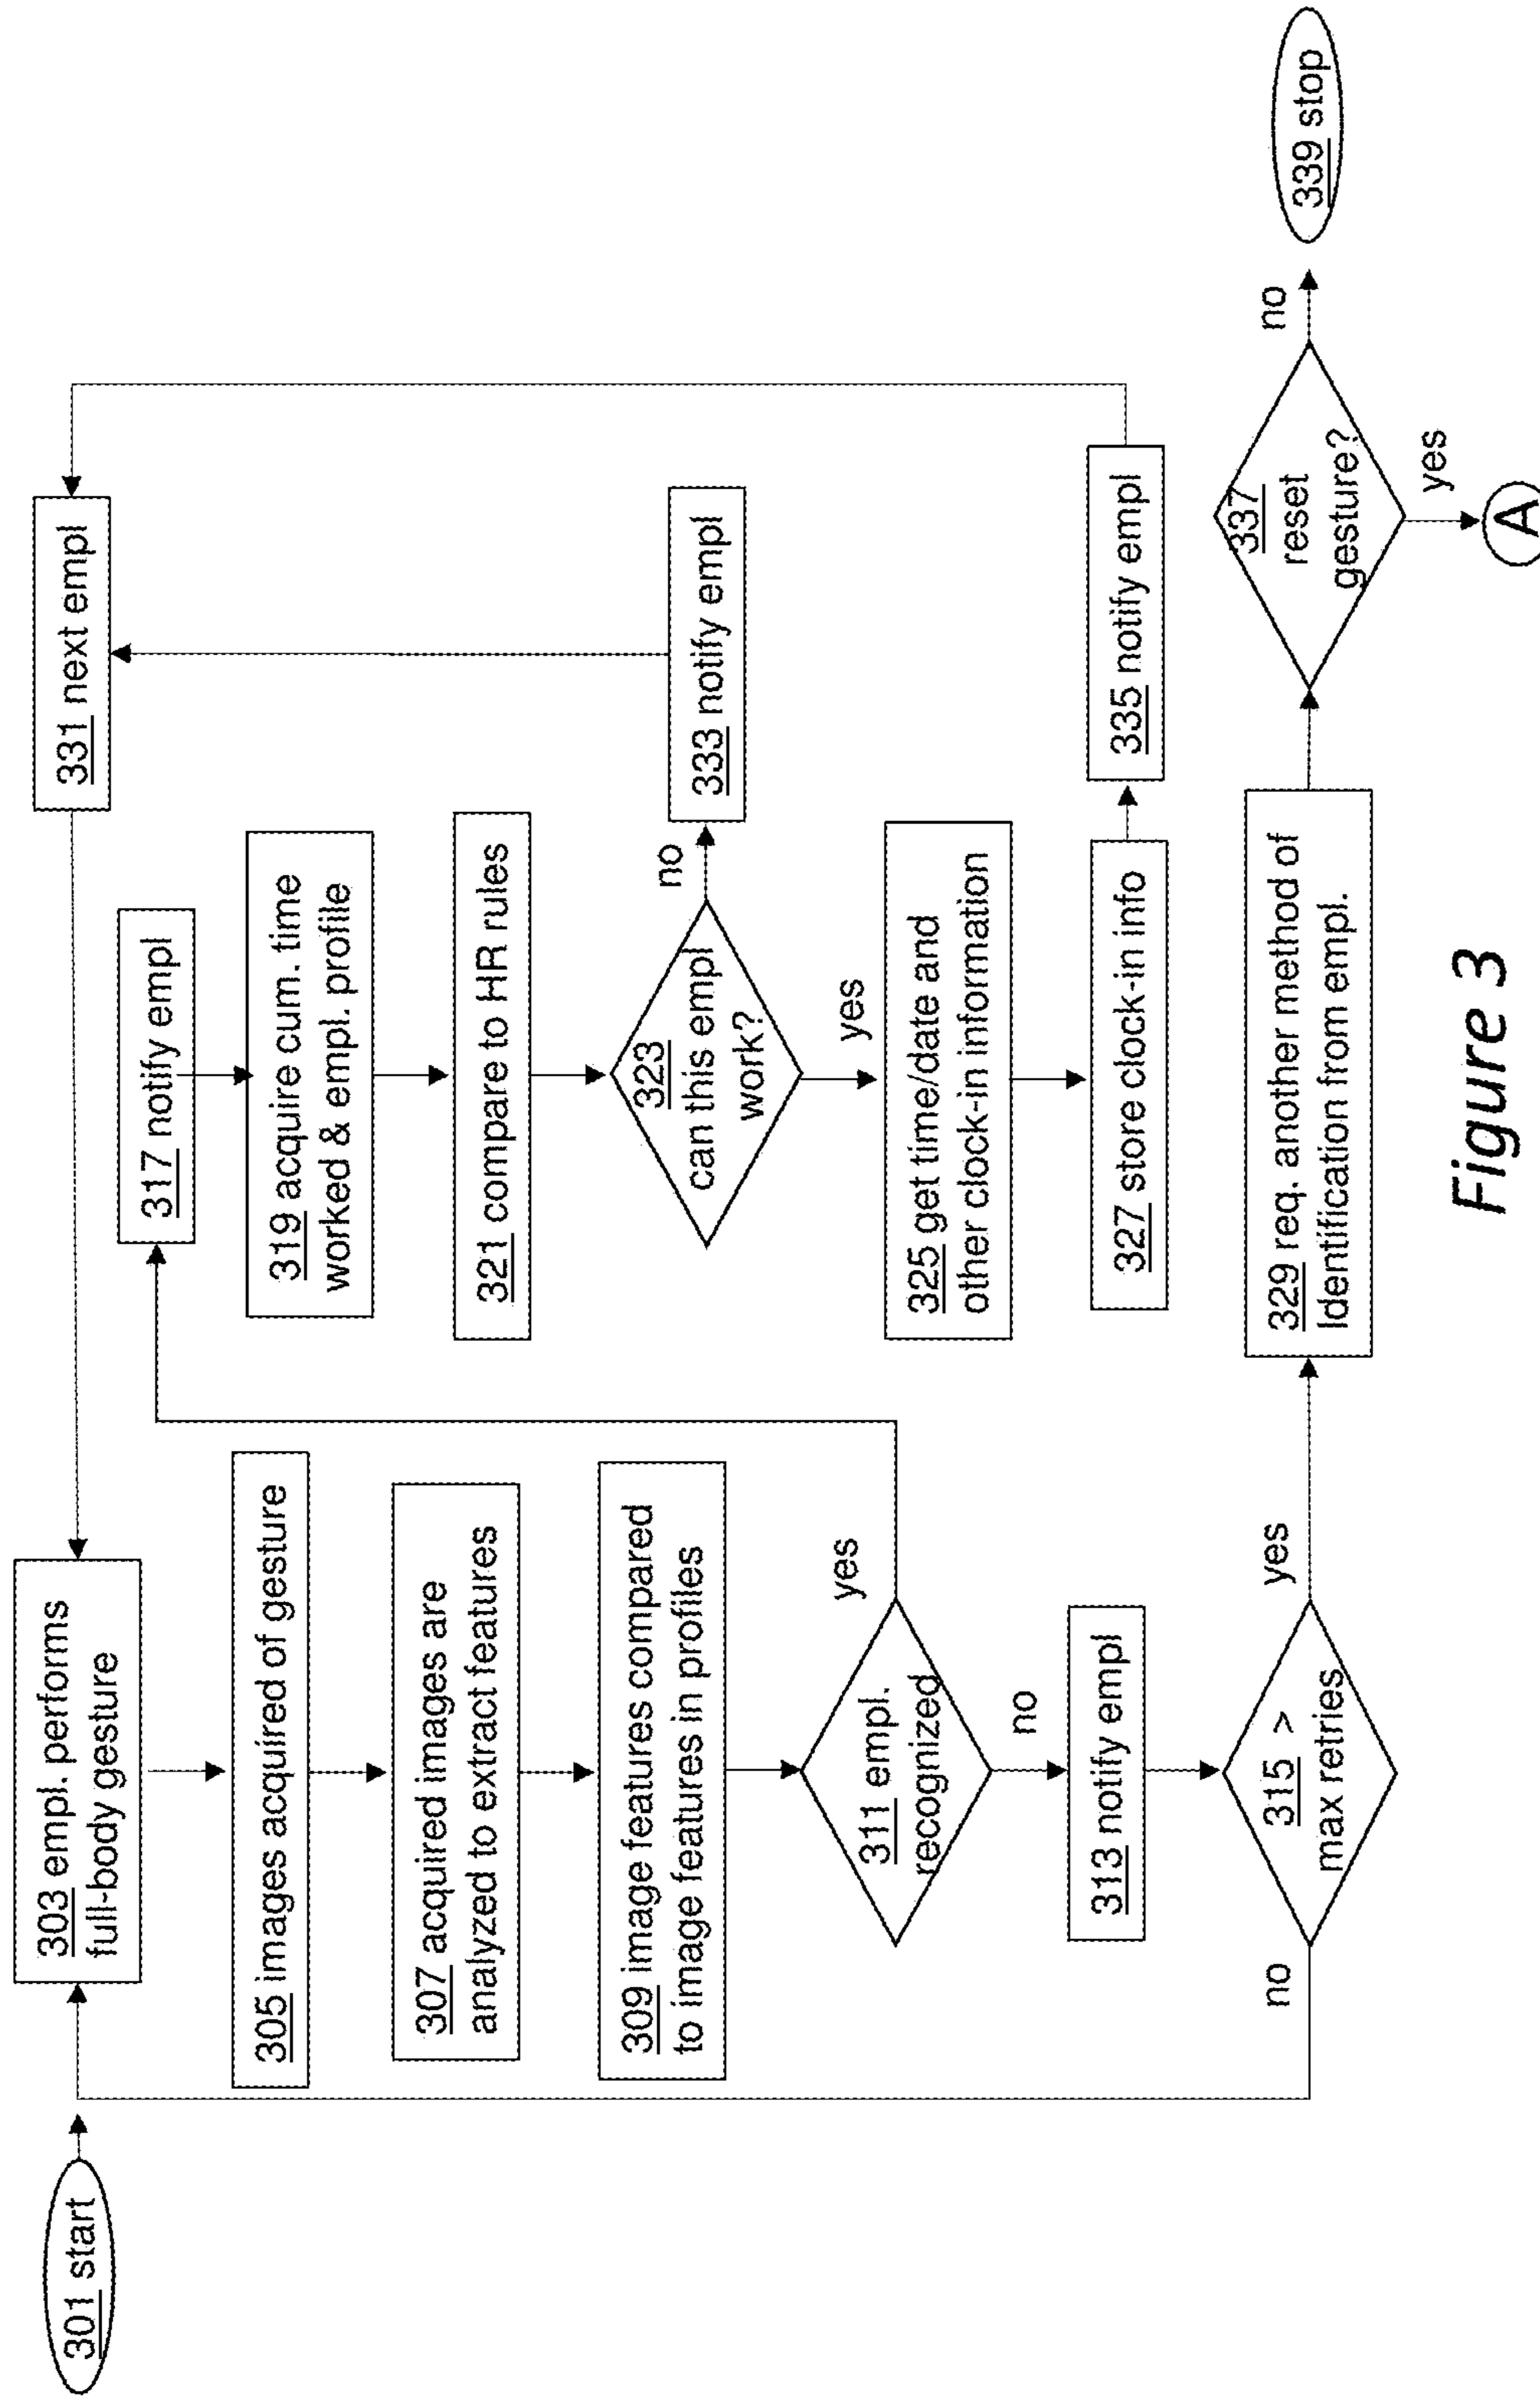 301 start
303 empl. performs
full-body gesture
305 images acquired of gesture
307 acquired images are
analyzed to extract features
309 image features compared
to image features in profiles
311 empl.
recognized
yes
no
313 notify empl
315 >
max retries
no
yes
317 notify empl
319 acquire cum. time
worked & empl. profile
321 compare to HR rules
323
can this empl
work?
no
yes
325 get time/date and
other clock-in information
327 store clock-in info
329 req. another method of
Identification from empl.
331 next empl
333 notify empl
335 notify empl
337
reset
gesture?
no
yes
339 stop
A
Figure 3